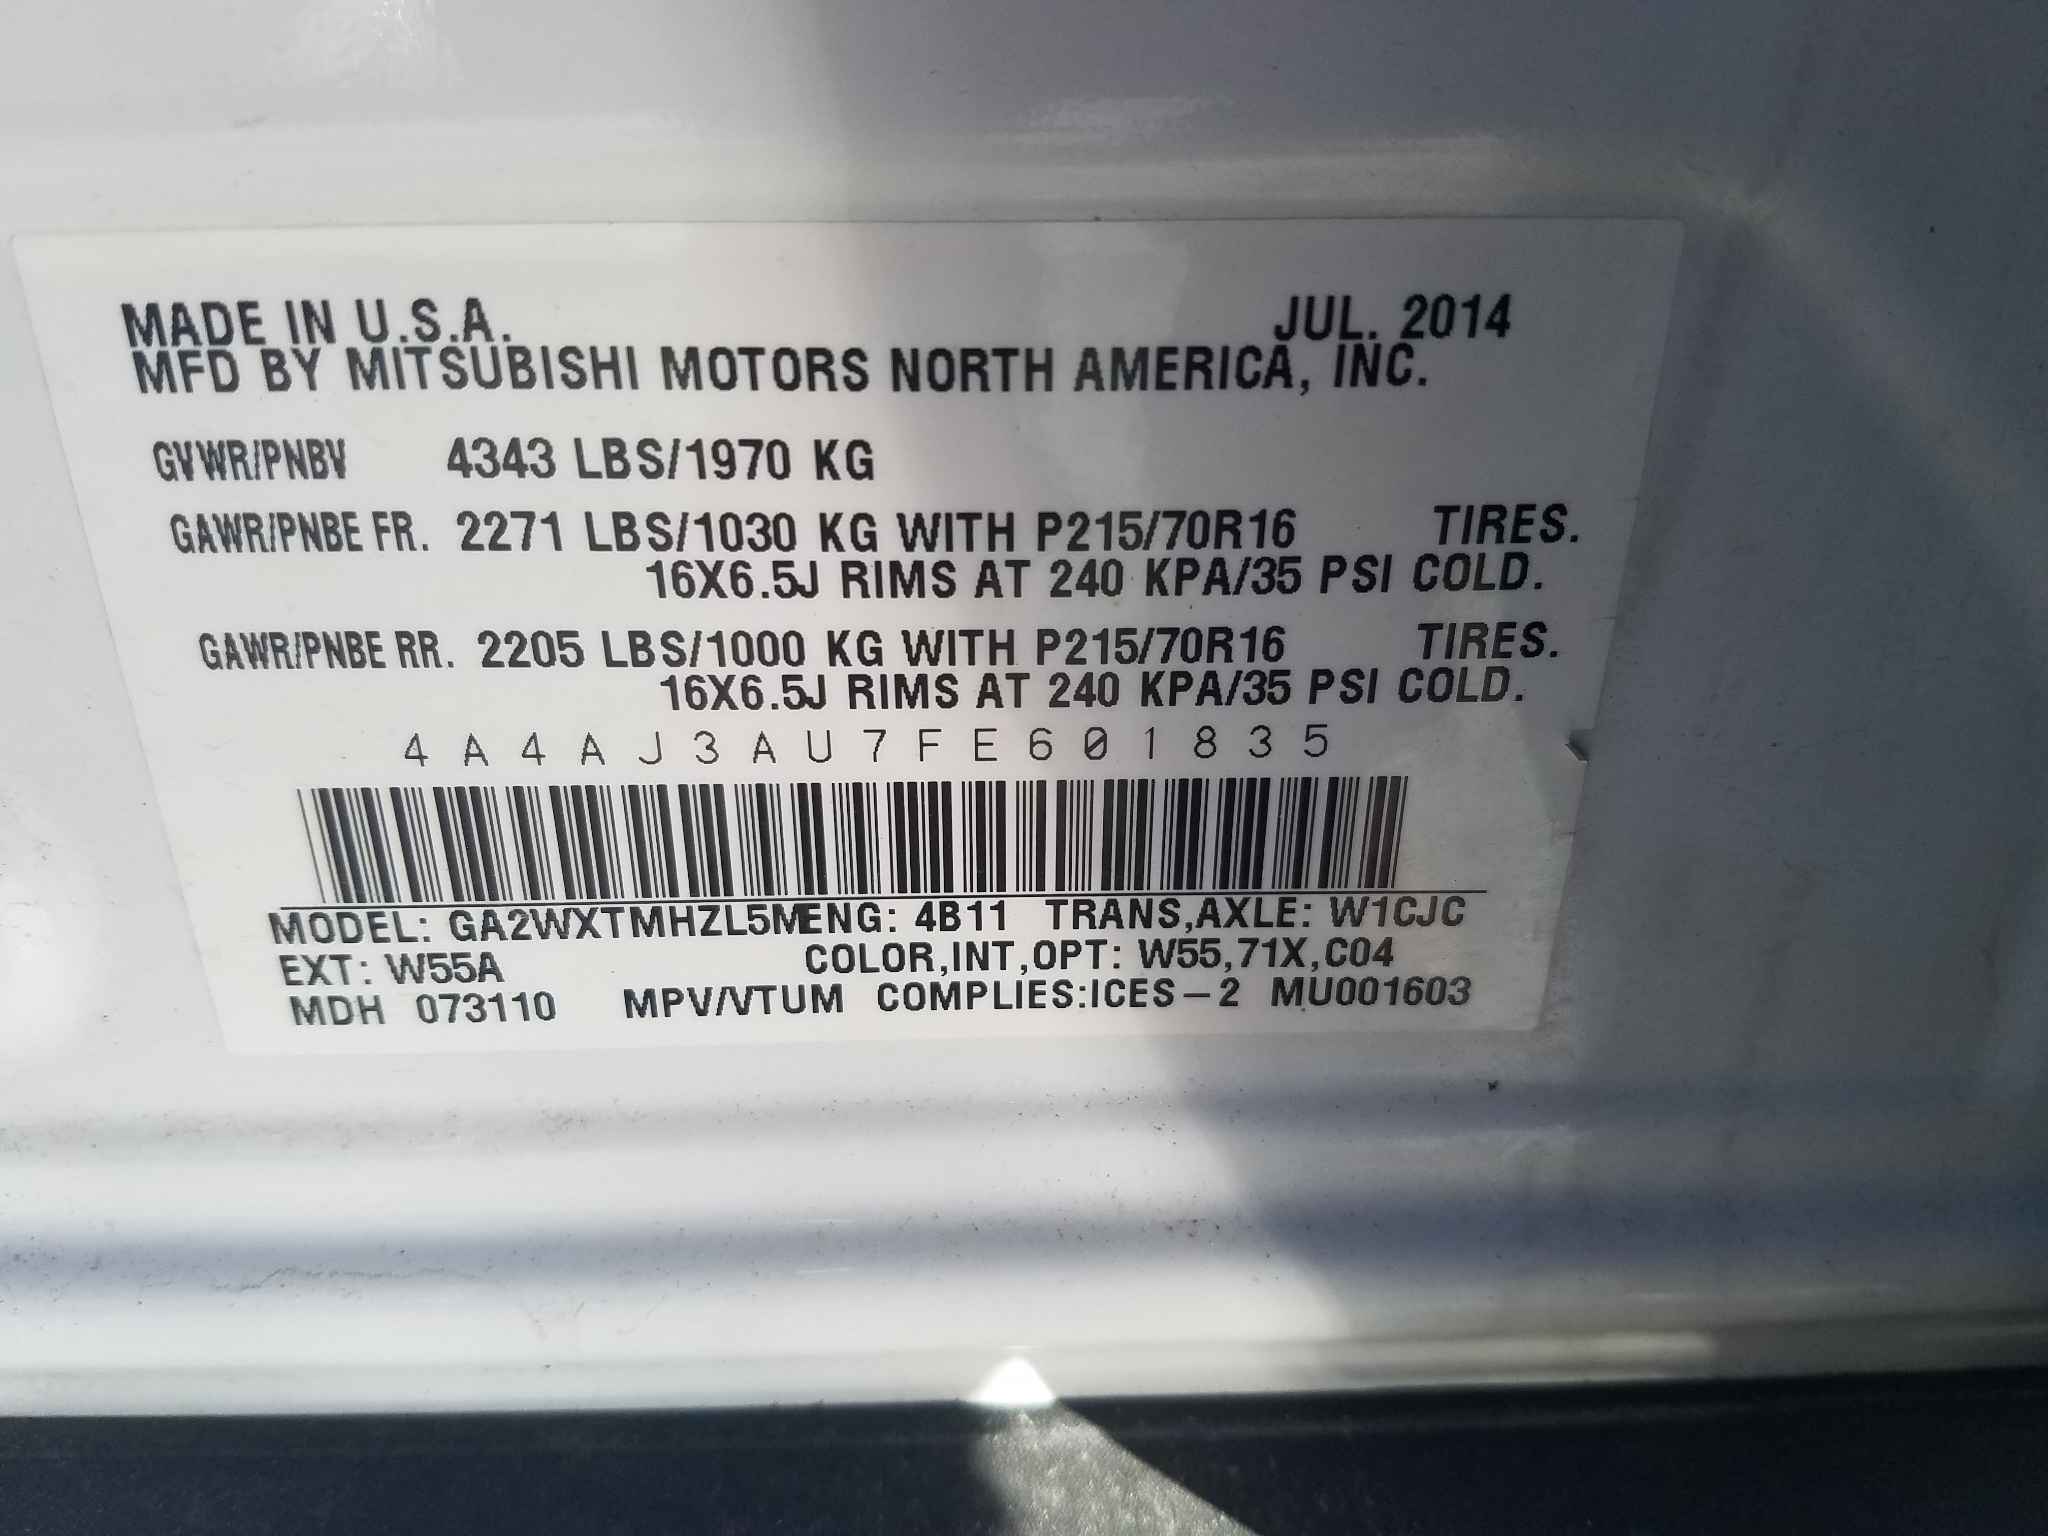 MADE IN U.S.A. JUL. 2014
MFD BY MITSUBISHI MOTORS NORTH AMERICA, INC.
GVWR/PNBV 4343 LBS/1970 KG
GAWR/PNBE FR. 2271 LBS/1030 KG WITH P215/70R16 TIRES.
16X6.5J RIMS AT 240 KPA/35 PSI COLD.
GAWR/PNBE RR. 2205 LBS/1000 KG WITH P215/70R16 TIRES.
16X6.5J RIMS AT 240 KPA/35 PSI COLD.
4A4AJ3AU7FE601835
MODEL: GA2WXTMHZL5M ENG: 4B11 TRANS,AXLE: W1CJC
EXT: W55A COLOR,INT,OPT: W55,71X,C04
MDH 073110 MPV/VTUM COMPLIES:ICES-2 MU001603